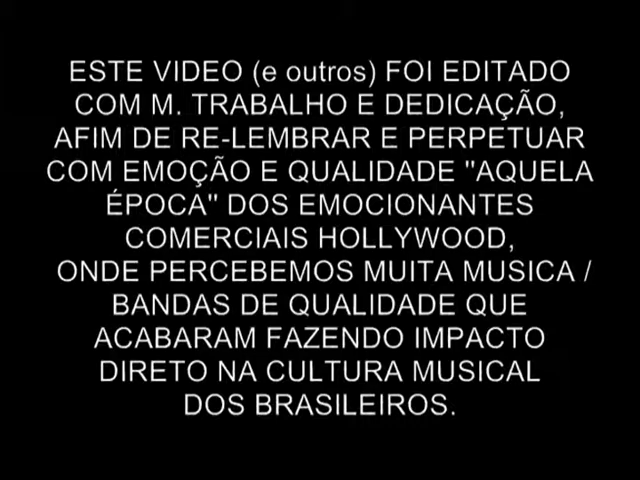 ESTE VIDEO (e outros) FOI EDITADO
COM M. TRABALHO E DEDICAÇÃO,
AFIM DE RE-LEMBRAR E PERPETUAR
COM EMOÇÃO E QUALIDADE "AQUELA
ÉPOCA" DOS EMOCIONANTES
COMERCIAIS HOLLYWOOD,
ONDE PERCEBEMOS MUITA MUSICA /
BANDAS DE QUALIDADE QUE
ACABARAM FAZENDO IMPACTO
DIRETO NA CULTURA MUSICAL
DOS BRASILEIROS.